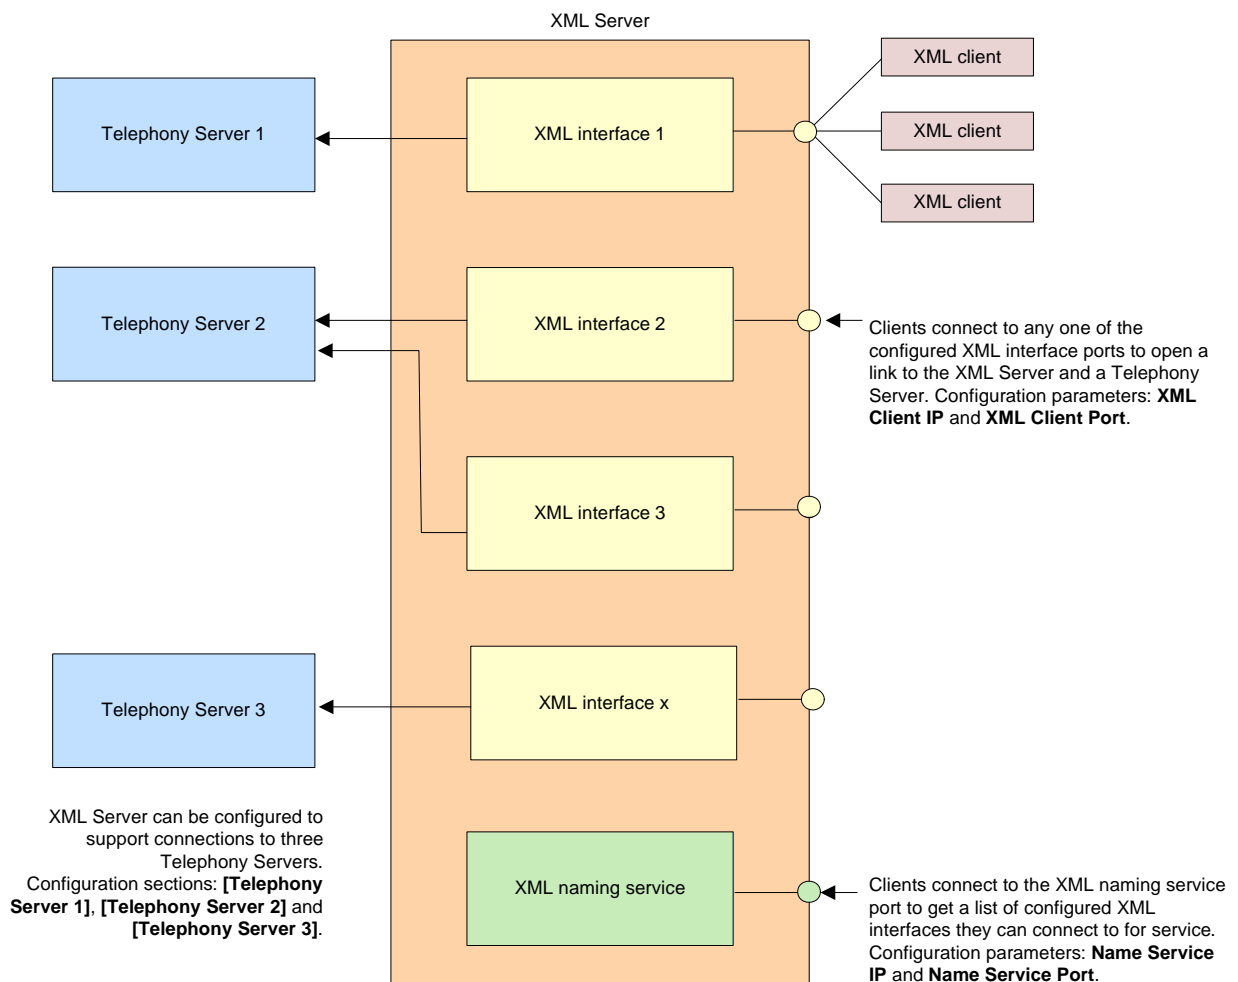 XML Server
XML client
Telephony Server 1
XML interface 1
XML client
XML client
Telephony Server 2
XML interface 2
Clients connect to any one of the
configured XML interface ports to open a
link to the XML Server and a Telephony
Server. Configuration parameters: XML
Client IP and XML Client Port.
XML interface 3
Telephony Server 3
XML interface x
XML Server can be configured to
support connections to three
Telephony Servers.
Configuration sections: [Telephony
Server 1], [Telephony Server 2] and
[Telephony Server 3].
XML naming service
Clients connect to the XML naming service
port to get a list of configured XML
interfaces they can connect to for service.
Configuration parameters: Name Service
IP and Name Service Port.